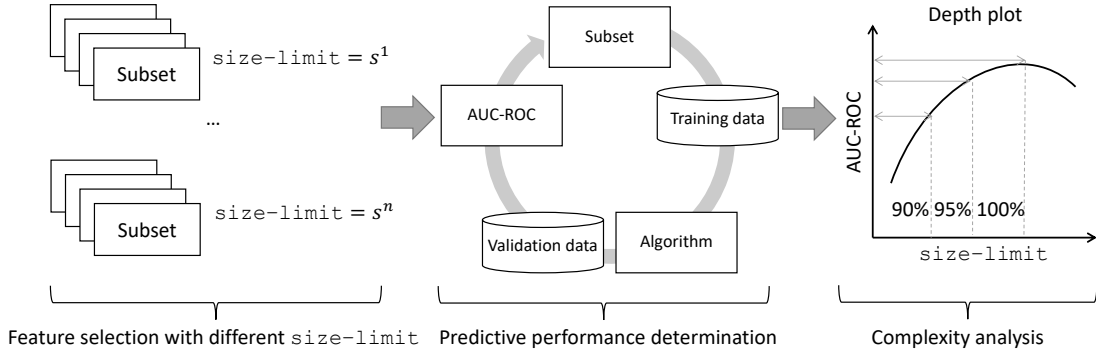 Subset
size-limit = s¹
...
Subset
size-limit = sⁿ
Feature selection with different size-limit
Subset
AUC-ROC
Training data
Validation data
Algorithm
Predictive performance determination
Depth plot
AUC-ROC
90% 95% 100%
size-limit
Complexity analysis